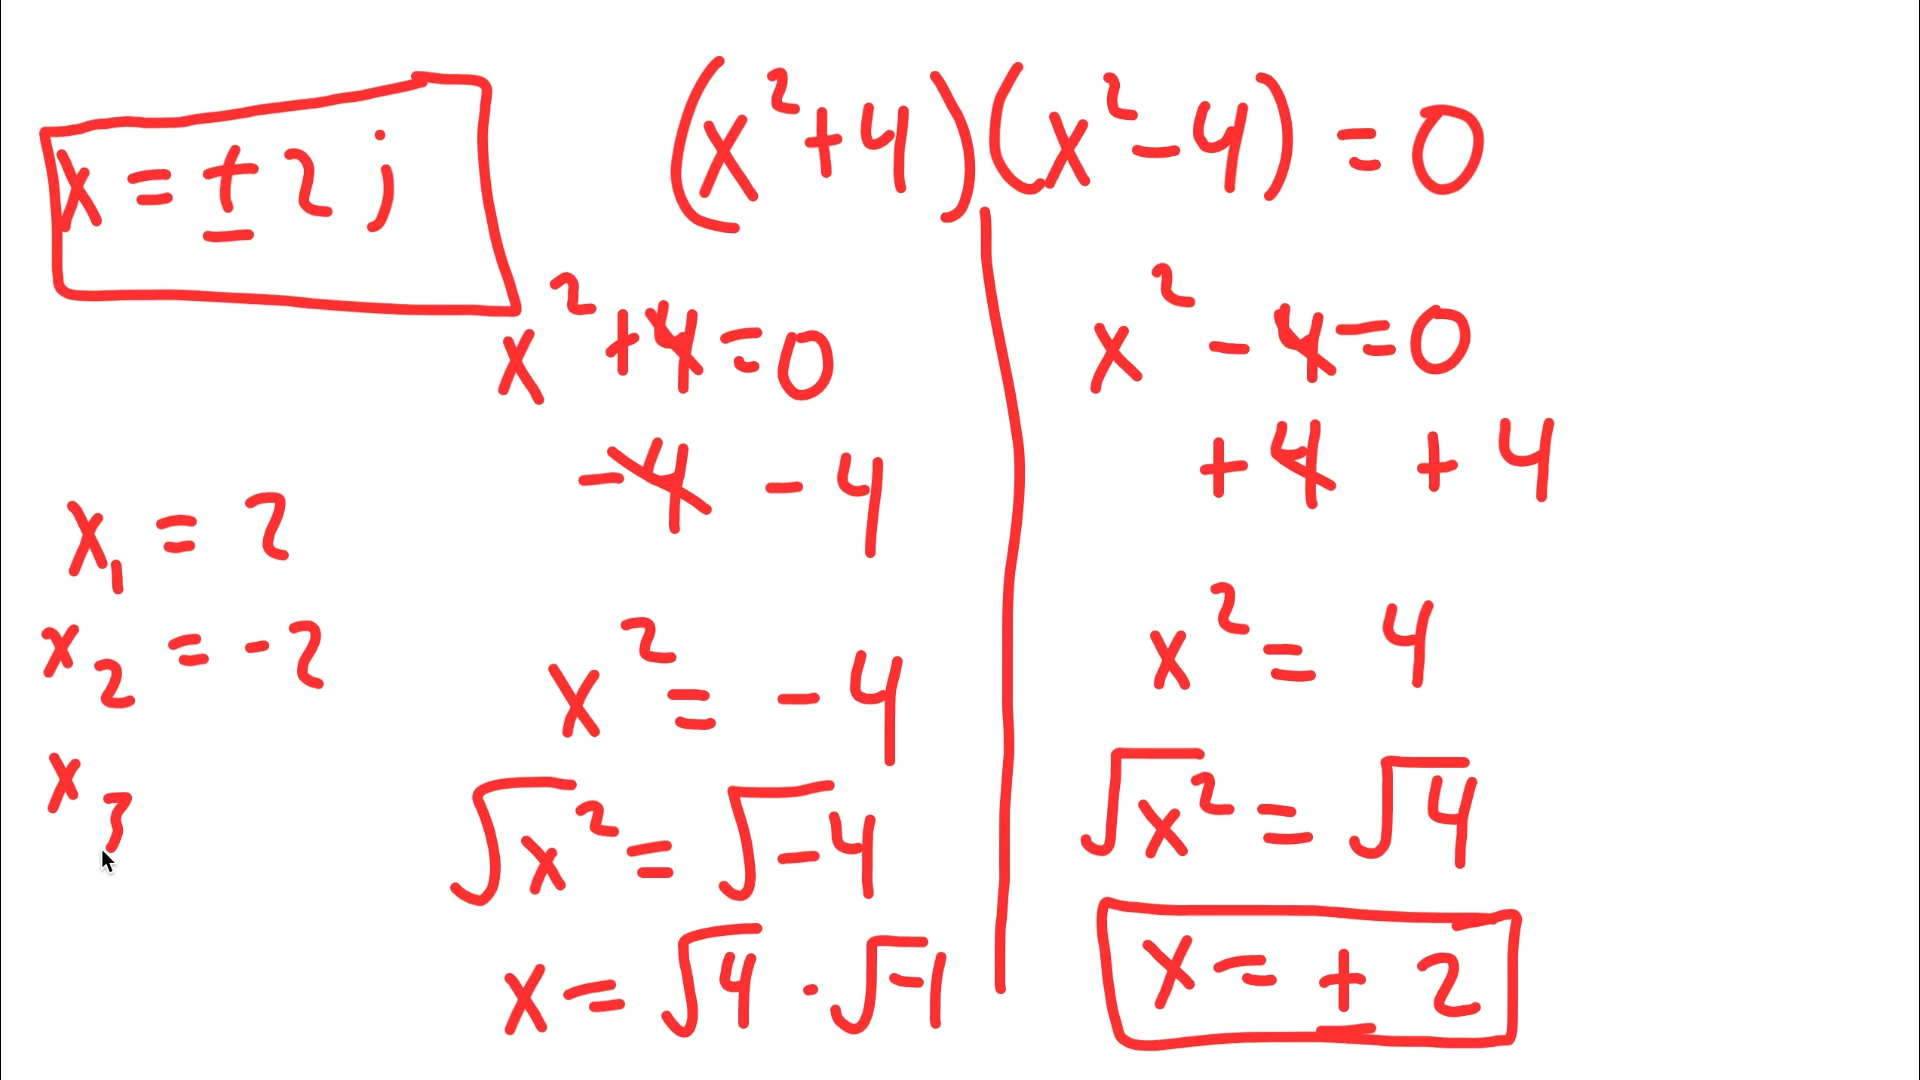 (x²+4)(x²-4) = 0
x = ± 2 i
x²+4=0
-4 -4
x² = -4
√x² = √-4
x = √4 · √-1
x² - 4 = 0
+4 +4
x² = 4
√x² = √4
x = ± 2
x₁ = 2
x₂ = -2
x₃